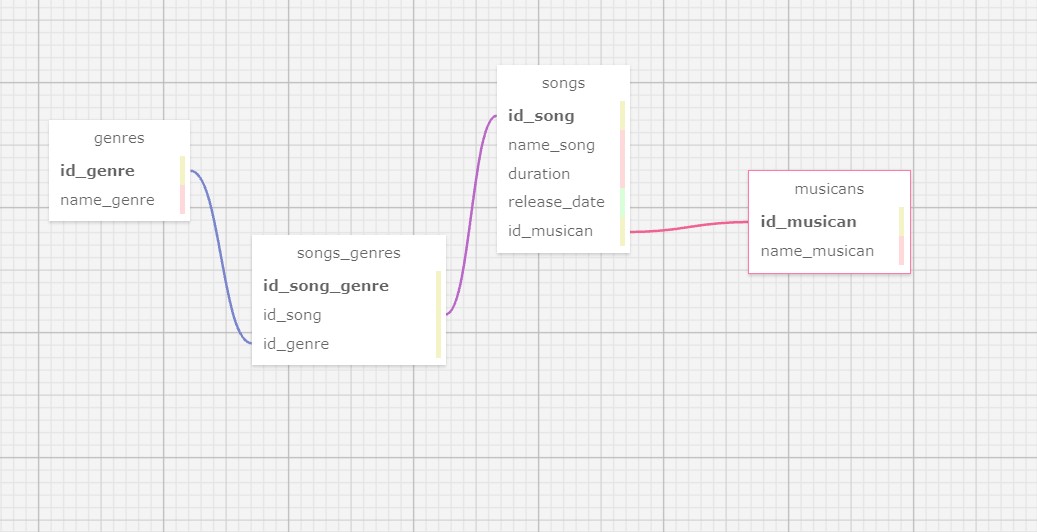 genres
id_genre
name_genre
songs_genres
id_song_genre
id_song
id_genre
songs
id_song
name_song
duration
release_date
id_musican
musicans
id_musican
name_musican